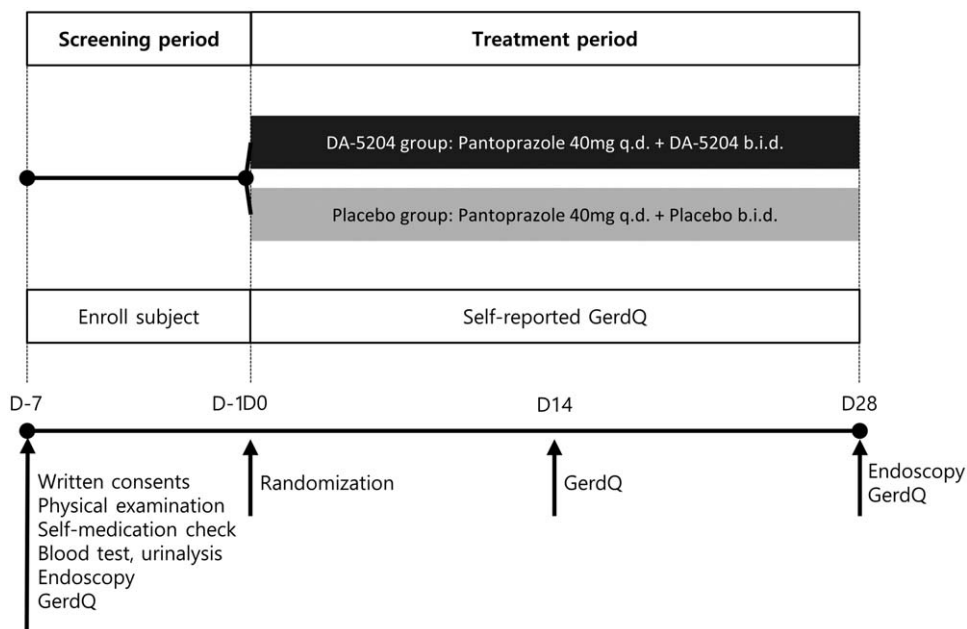 Screening period
Treatment period
DA-5204 group: Pantoprazole 40mg q.d. + DA-5204 b.i.d.
Placebo group: Pantoprazole 40mg q.d. + Placebo b.i.d.
Enroll subject
Self-reported GerdQ
D-7
D-1D0
D14
D28
Written consents
Physical examination
Self-medication check
Blood test, urinalysis
Endoscopy
GerdQ
Randomization
GerdQ
Endoscopy
GerdQ